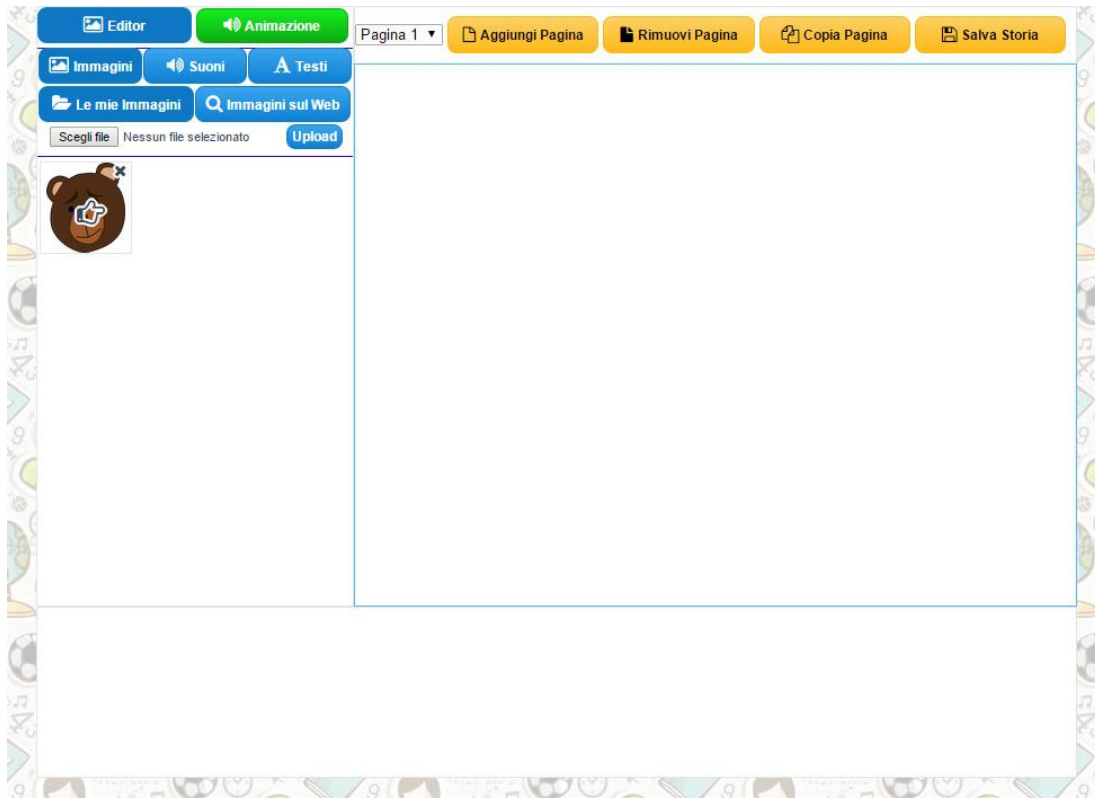 Editor Animazione
Pagina 1 Aggiungi Pagina Rimuovi Pagina Copia Pagina Salva Storia
Immagini Suoni A Testi
Le mie Immagini Immagini sul Web
Scegli file Nessun file selezionato Upload